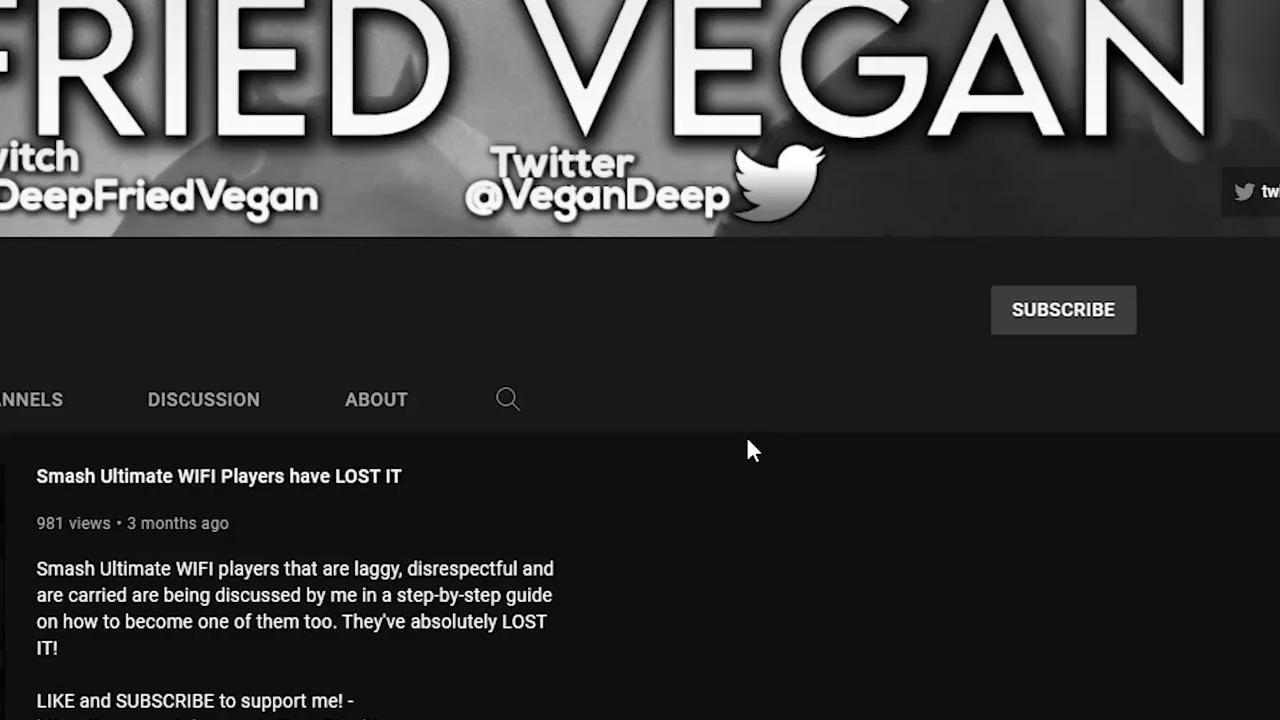 FRIED VEGAN
witch
DeepFriedVegan
Twitter
@VeganDeep
tw
SUBSCRIBE
ANNELS
DISCUSSION
ABOUT
Smash Ultimate WIFI Players have LOST IT
981 views • 3 months ago
Smash Ultimate WIFI players that are laggy, disrespectful and
are carried are being discussed by me in a step-by-step guide
on how to become one of them too. They've absolutely LOST
IT!
LIKE and SUBSCRIBE to support me! -